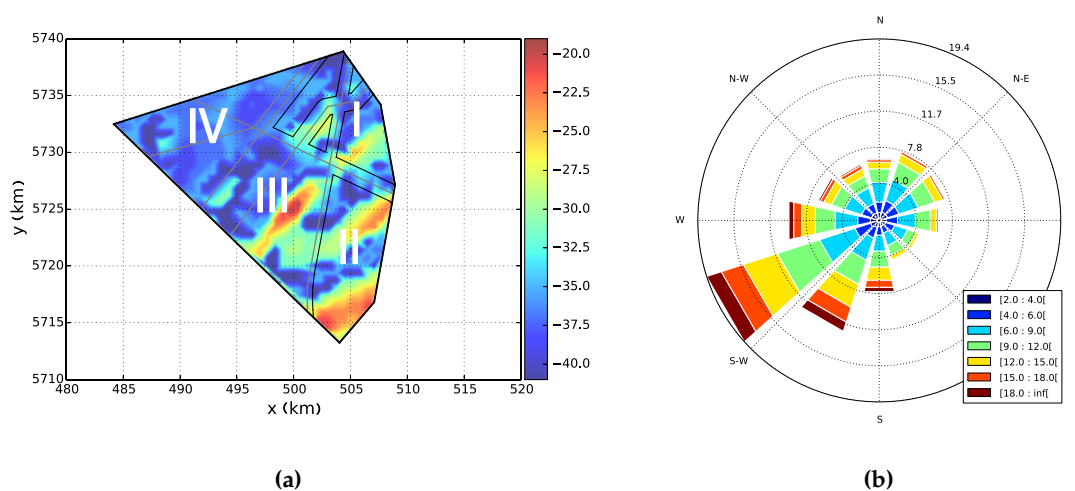 5740
5735
5730
5725
5720
5715
5710
480 485 490 495 500 505 510 515 520
y (km)
x (km)
IV
I
III
II
−20.0
−22.5
−25.0
−27.5
−30.0
−32.5
−35.0
−37.5
−40.0
(a)
N
N-W
N-E
W
S-W
S
19.4
15.5
11.7
7.8
4.0
[2.0 : 4.0[
[4.0 : 6.0[
[6.0 : 9.0[
[9.0 : 12.0[
[12.0 : 15.0[
[15.0 : 18.0[
[18.0 : inf[
(b)